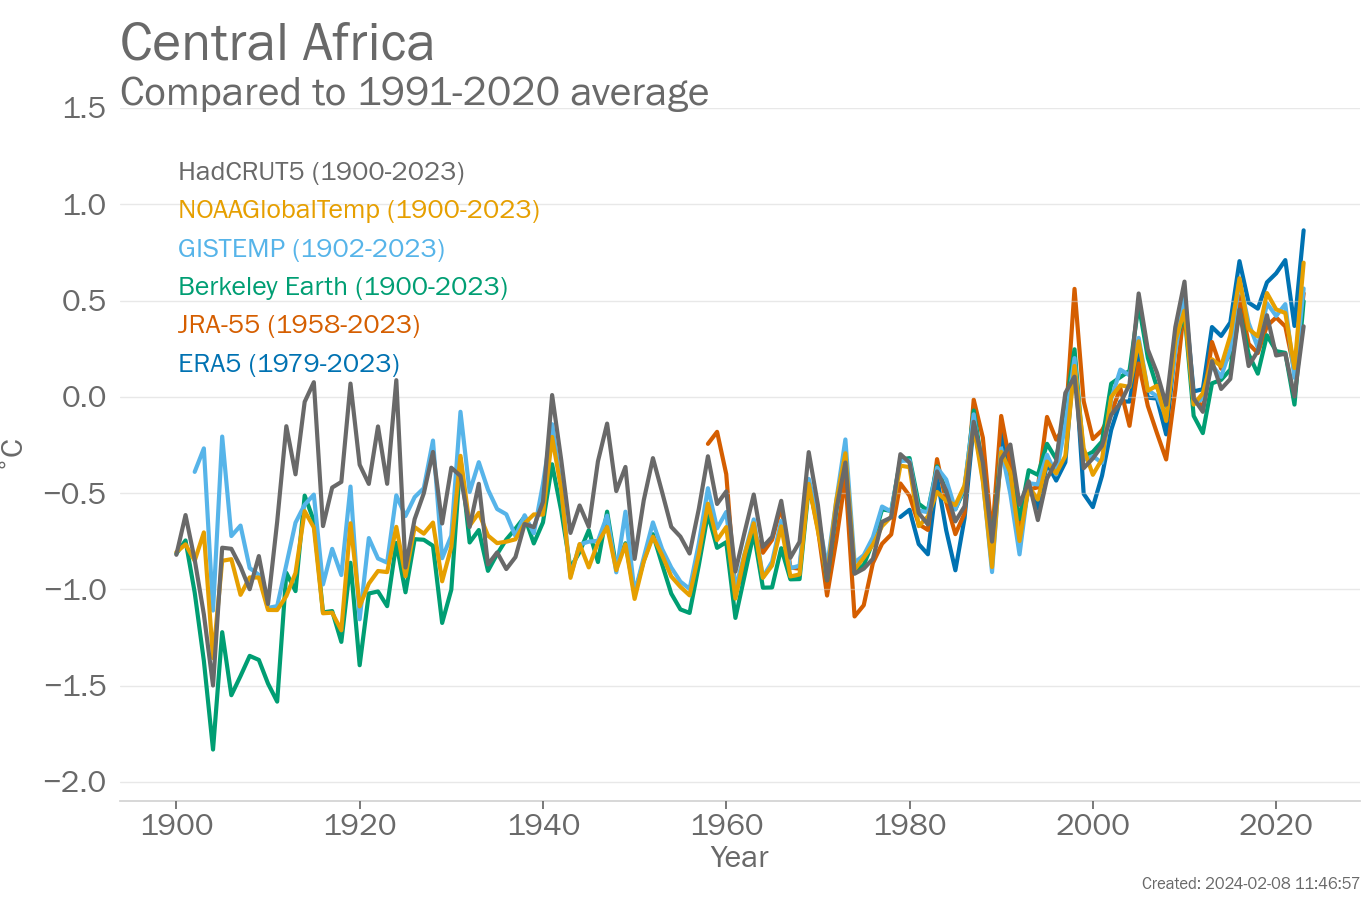 Central Africa
Compared to 1991-2020 average
1.5
HadCRUT5 (1900-2023)
1.0
NOAAGlobalTemp (1900-2023)
GISTEMP (1902-2023)
Berkeley Earth (1900-2023)
0.5
JRA-55 (1958-2023)
ERA5 (1979-2023)
0.0
°C
−0.5
−1.0
−1.5
−2.0
1900 1920 1940 1960 1980 2000 2020
Year
Created: 2024-02-08 11:46:57